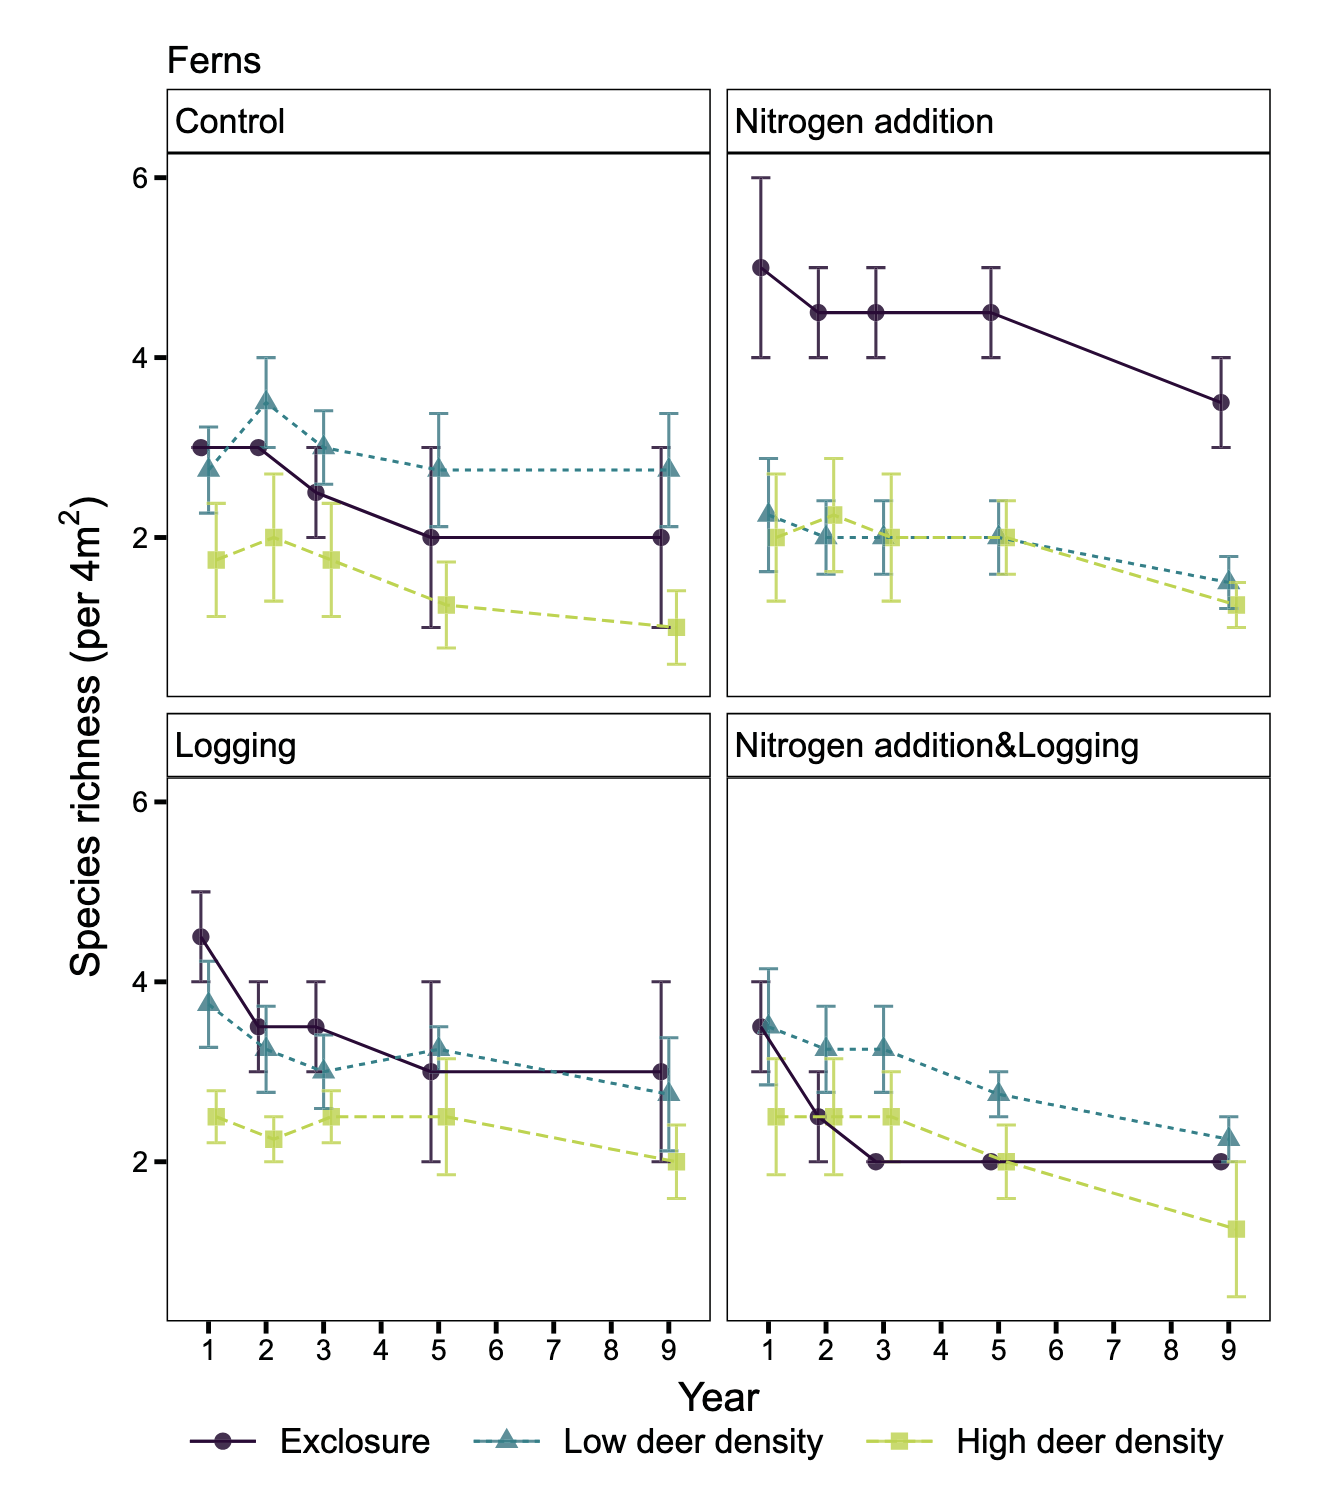 Ferns
Control
Nitrogen addition
6
4
2
Logging
Nitrogen addition&Logging
6
4
2
Species richness (per 4m²)
1 2 3 4 5 6 7 8 9
1 2 3 4 5 6 7 8 9
Year
Exclosure Low deer density High deer density